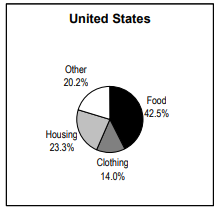 United States
Other
20.2%
Food
42.5%
Housing
23.3%
Clothing
14.0%